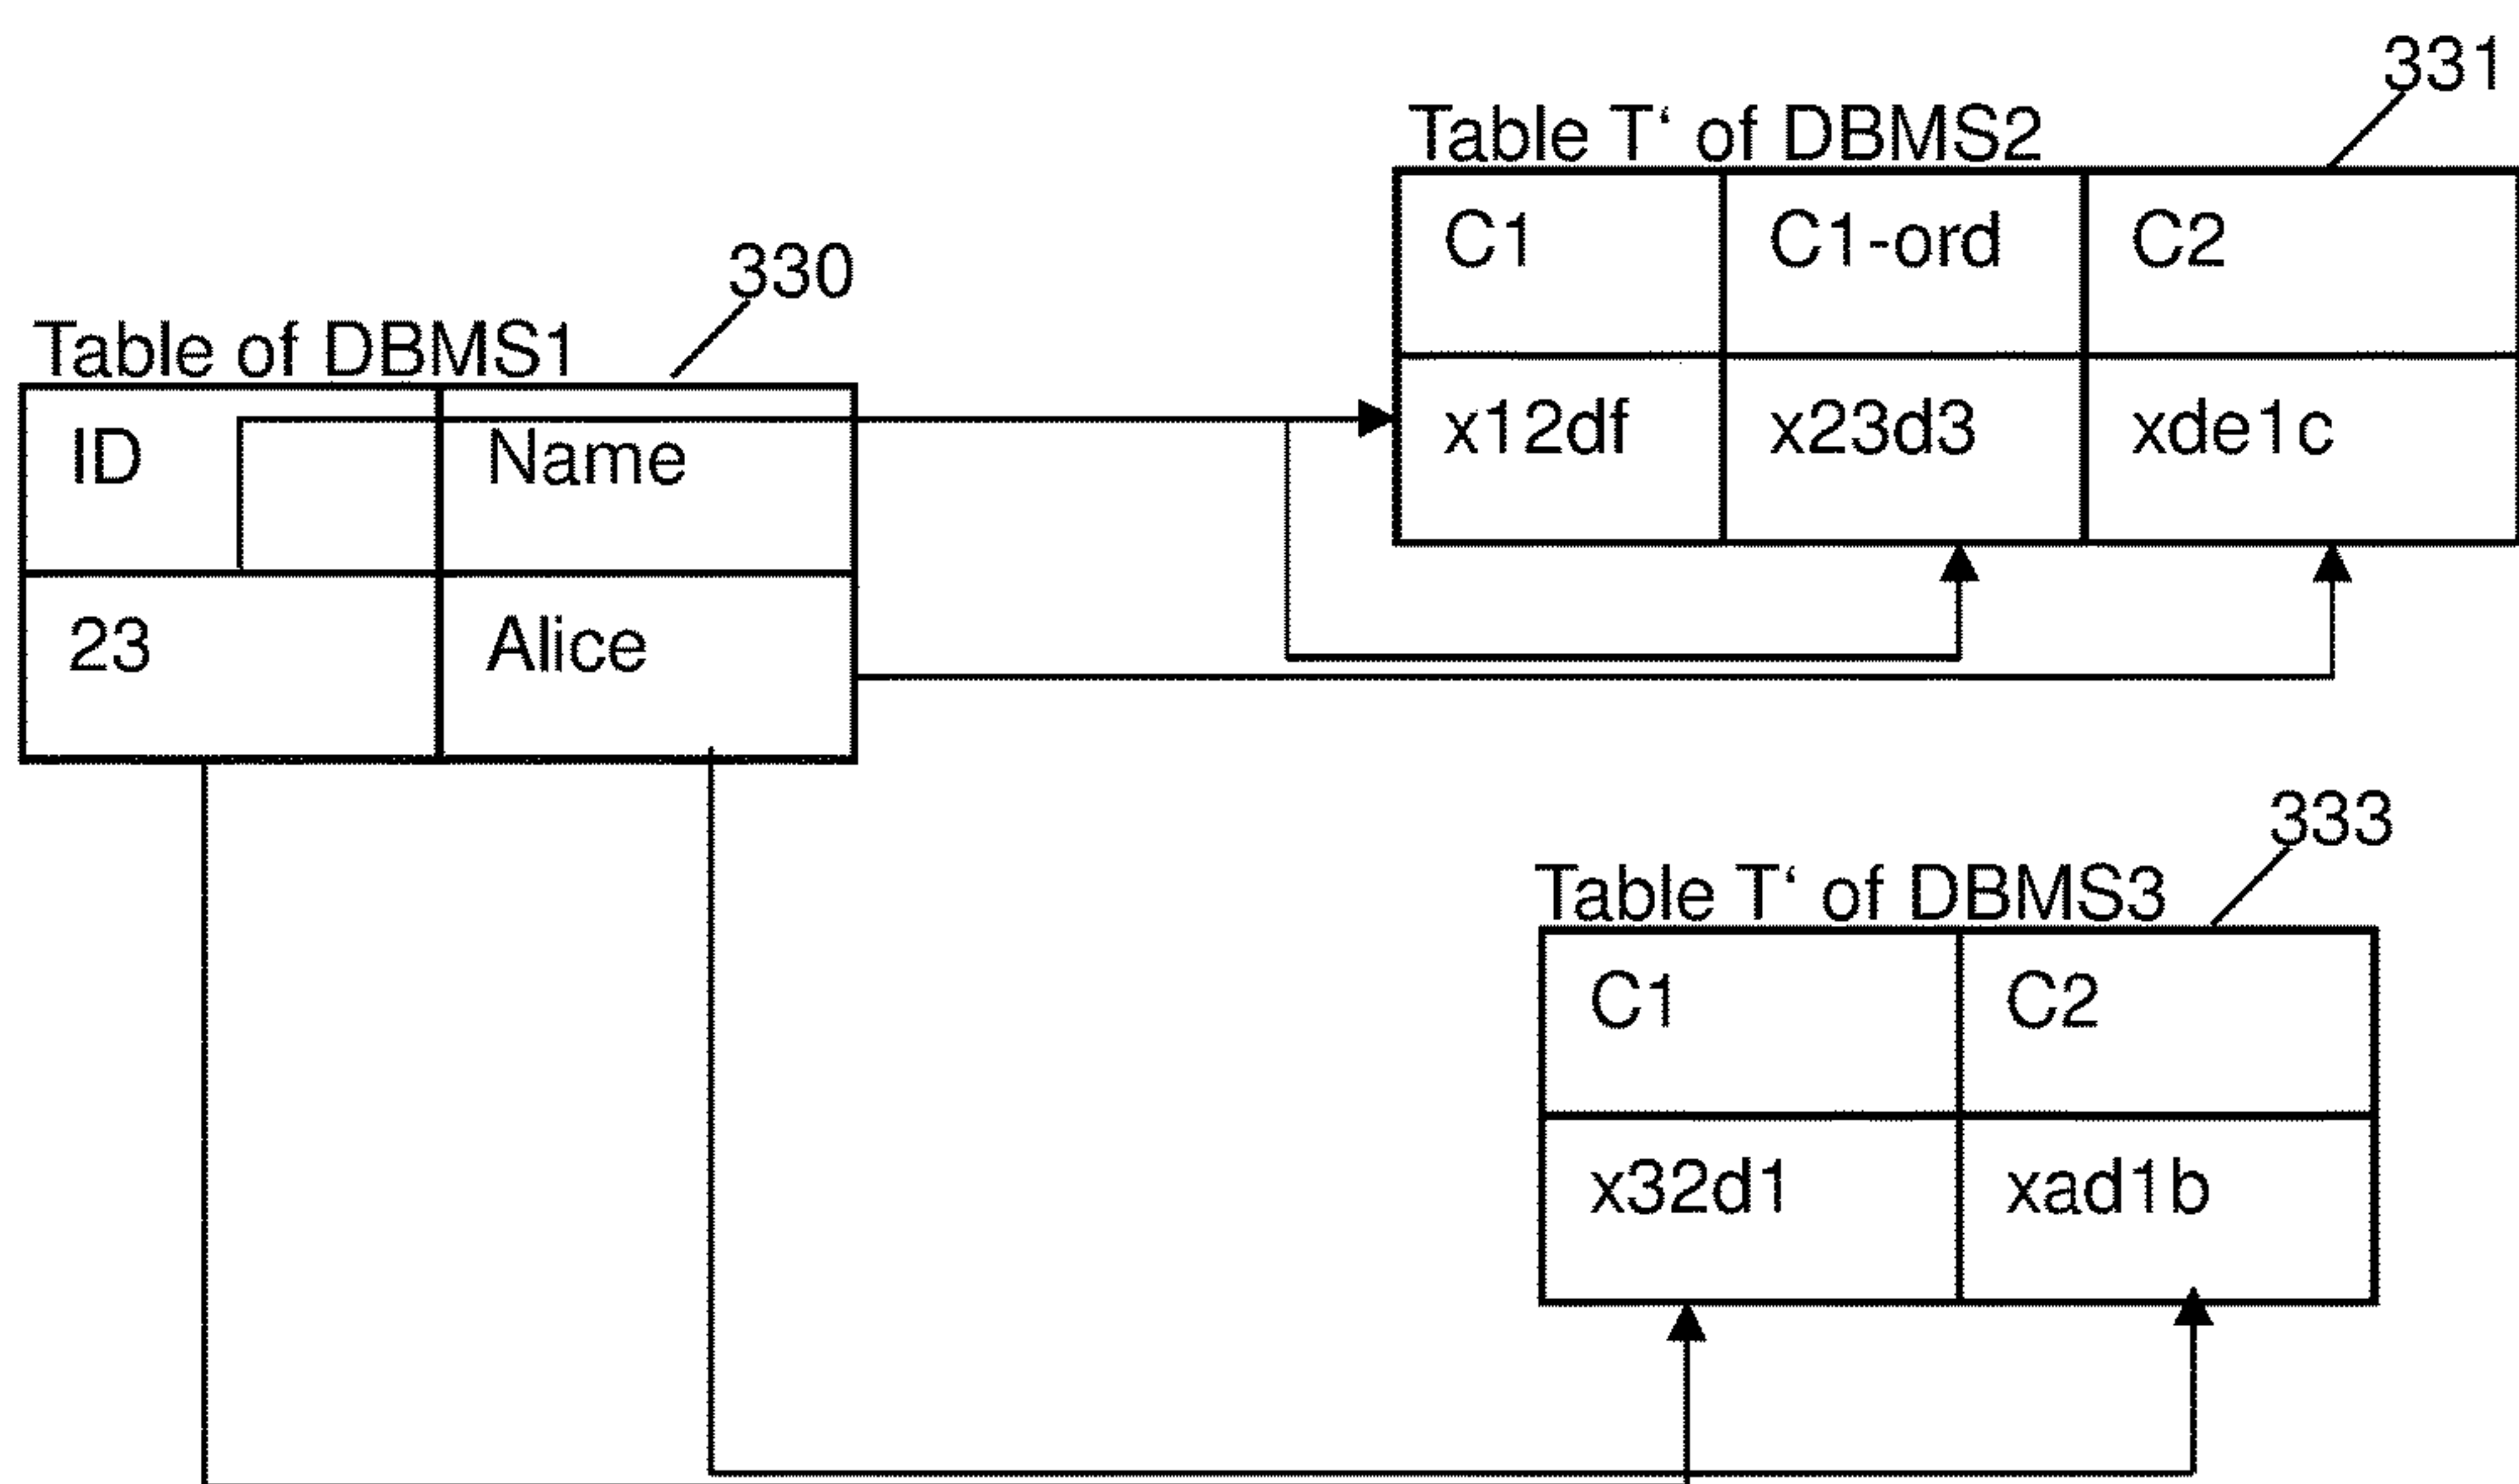 331
Table T‘ of DBMS2
C1 C1-ord C2
x12df x23d3 xde1c
330
Table of DBMS1
ID Name
23 Alice
333
Table T‘ of DBMS3
C1 C2
x32d1 xad1b